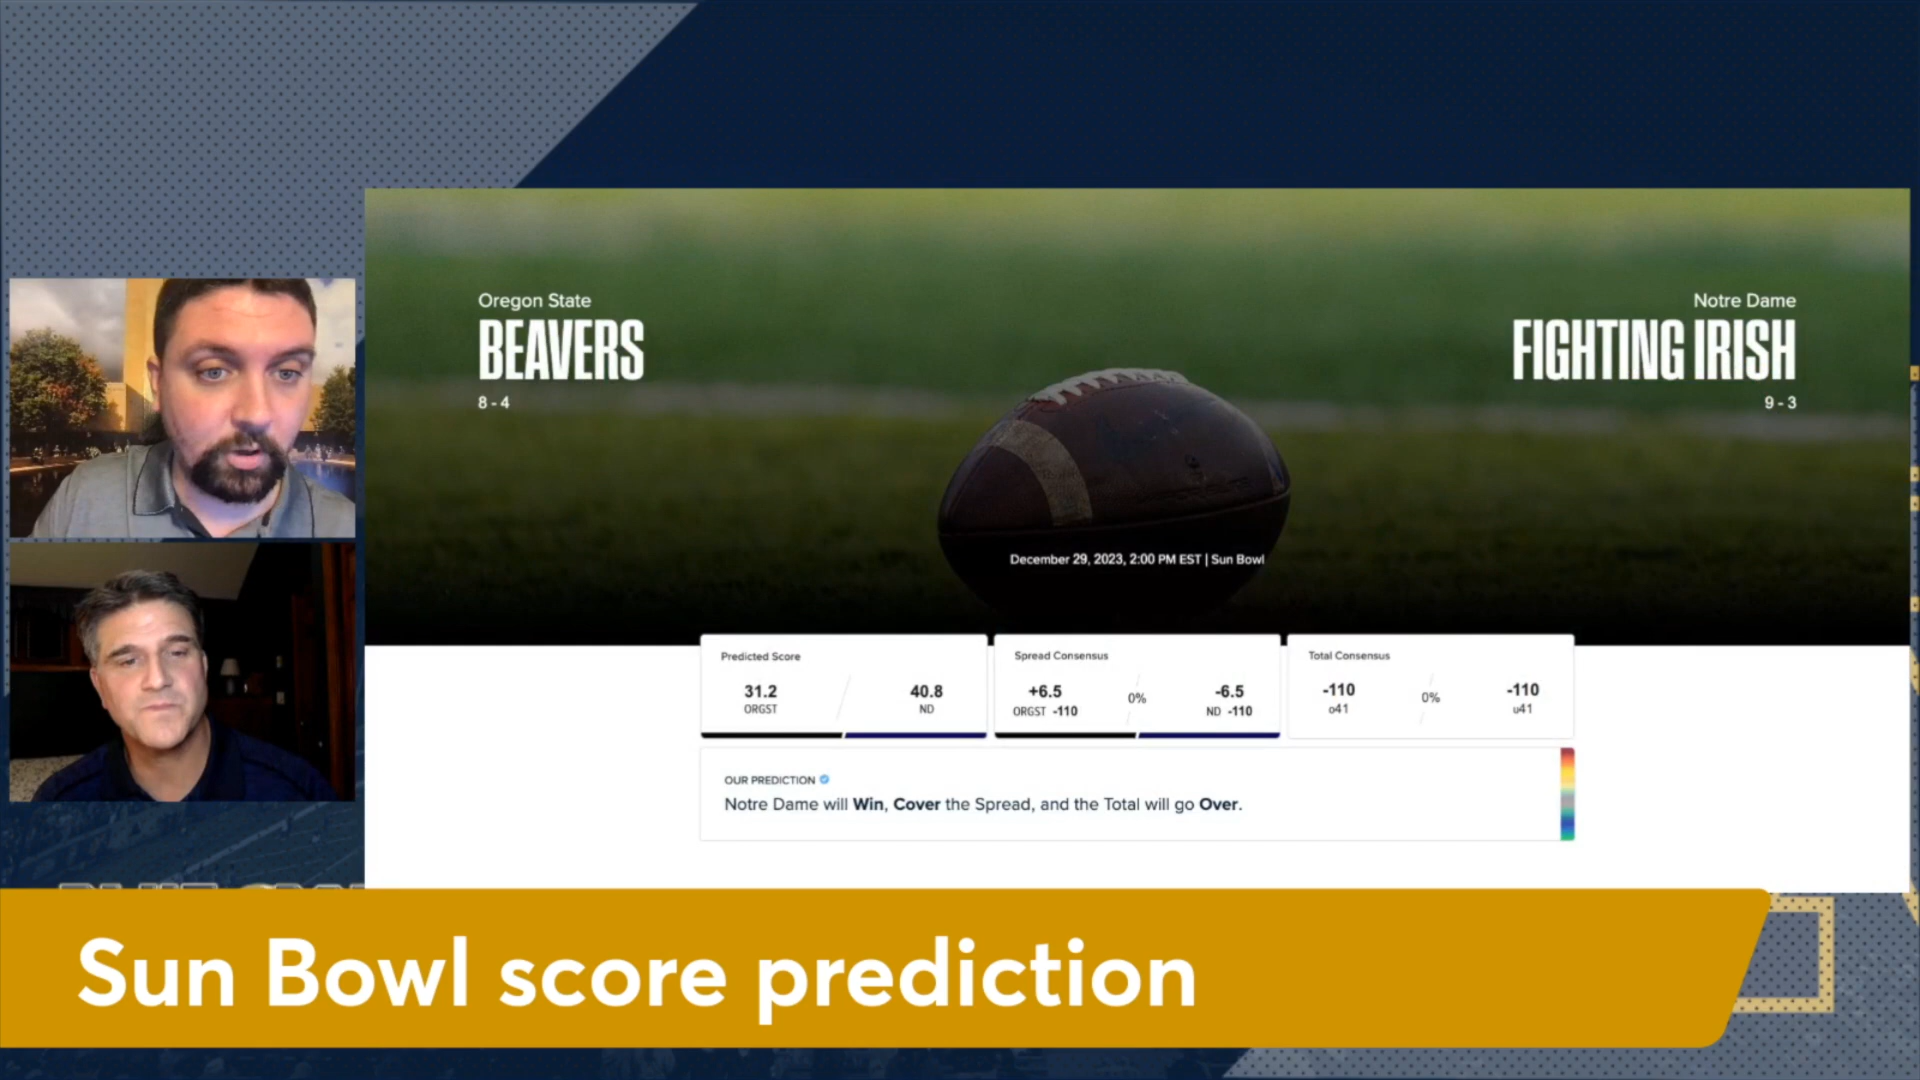 Oregon State
BEAVERS
8 - 4
Notre Dame
FIGHTING IRISH
9 - 3
December 29, 2023, 2:00 PM EST | Sun Bowl
Predicted Score
31.2
ORGST
40.8
ND
Spread Consensus
+6.5
ORGST -110
0%
-6.5
ND -110
Total Consensus
-110
o41
0%
-110
u41
OUR PREDICTION
Notre Dame will Win, Cover the Spread, and the Total will go Over.
Sun Bowl score prediction